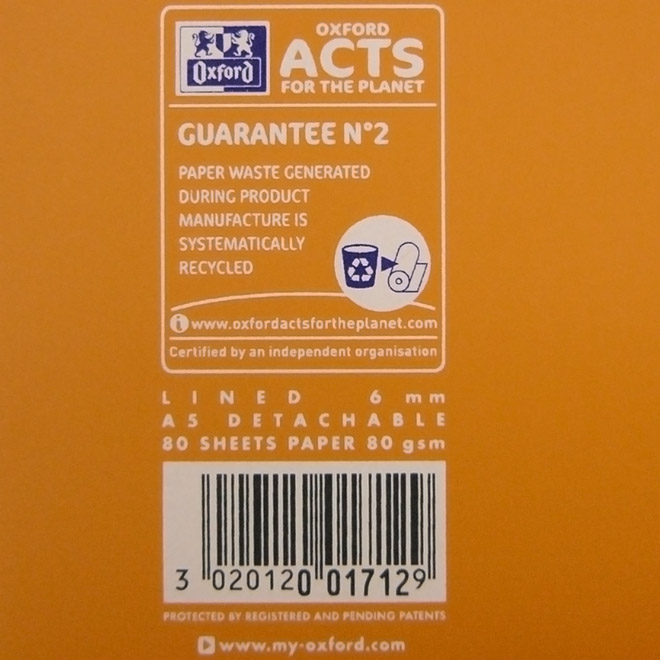 Oxford
OXFORD
ACTS
FOR THE PLANET
GUARANTEE N°2
PAPER WASTE GENERATED
DURING PRODUCT
MANUFACTURE IS
SYSTEMATICALLY
RECYCLED
i www.oxfordactsfortheplanet.com
Certified by an independent organisation
LINED 6 mm
A5 DETACHABLE
80 SHEETS PAPER 80 gsm
3 020120 017129
PROTECTED BY REGISTERED AND PENDING PATENTS
www.my-oxford.com